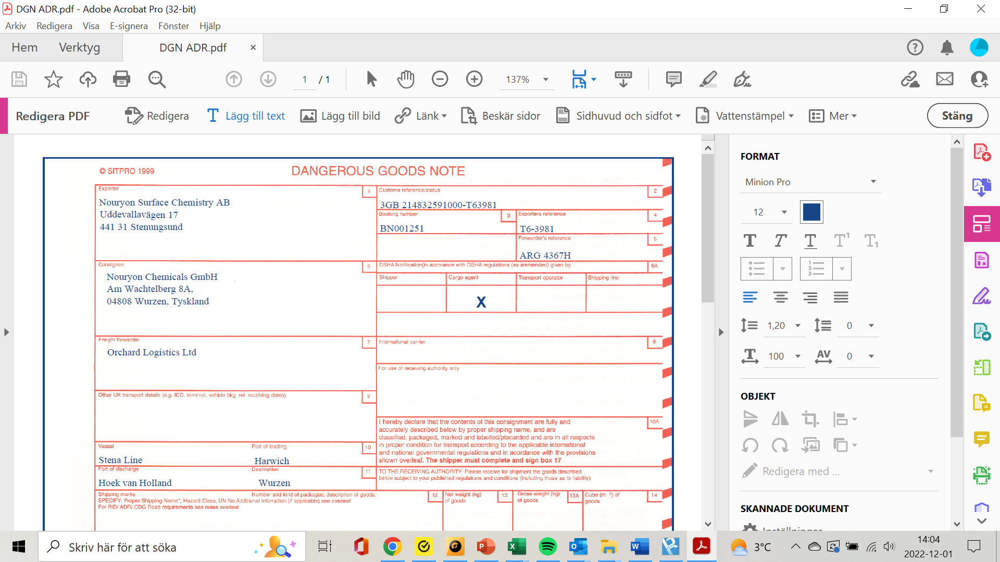 DGN ADR.pdf - Adobe Acrobat Pro (32-bit)
Arkiv Redigera Visa E-signera Fönster Hjälp
Hem Verktyg DGN ADR.pdf
1 / 1 137%
Redigera PDF Redigera Lägg till text Lägg till bild Länk Beskär sidor Sidhuvud och sidfot Vattenstämpel Mer Stäng
© SITPRO 1999 DANGEROUS GOODS NOTE
Exporter 1
Nouryon Surface Chemistry AB
Uddevallavägen 17
441 31 Stenungsund
Customs reference/status 2
3GB 214832591000-T63981
Booking number 3
BN001251
Exporters reference 4
T6-3981
Forwarder's reference 5
ARG 4367H
Consignee 6
Nouryon Chemicals GmbH
Am Wachtelberg 8A,
04808 Wurzen, Tyskland
DSHA Notification(in accorance with DSHA regulations (as ammended) given by. 6A
Shipper Cargo agent Transport operator Shipping line
X
Freight forwarder 7
Orchard Logistics Ltd
International carrier 8
For use of receiving authority only
Other UK transport details (e.g. ICD, terminal, vehicle bkg. ref. receiving dates) 9
I hereby declare that the contents of this consignment are fully and 10A
accurately described below by proper shipping name, and are
classified, packaged, marked and labelled/placarded and are in all respects
in proper condition for transport according to the applicable international
and national governmental regulations and in acordance with the provisions
shown overleaf. The shipper must complete and sign box 17
Vessel Port of loading 10
Stena Line Harwich
Port of discharge Destination 11
Hoek van Holland Wurzen
TO THE RECEIVING AUTHORITY- Please receive for shipment the goods described
below subject to your published regulations and conditions (including those as to liability)
Shipping marks Number and kind of packages; description of goods; 12
SPECIFY: Proper Shipping Name*, Hazard Class, UN No.Additional Infomation (if applicable) see overleaf
For RID/ ADR/ CDG Road requirements see notes overleaf
Net weight (kg) 13
of goods
Gross wieght (kg) 13A
of goods
Cube (m 3) of 14
goods
FORMAT
Minion Pro
12
T T T T1 T1
1,20 0
100 AV 0
OBJEKT
Redigera med ...
SKANNADE DOKUMENT
Inställningar
Skriv här för att söka
3°C
14:04
2022-12-01